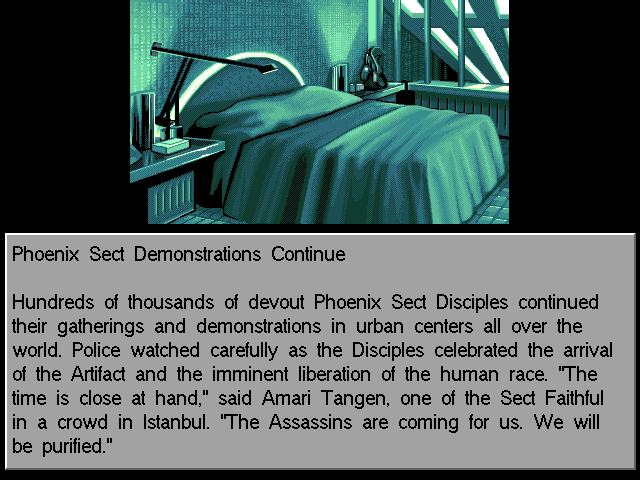 Phoenix Sect Demonstrations Continue
Hundreds of thousands of devout Phoenix Sect Disciples continued
their gatherings and demonstrations in urban centers all over the
world. Police watched carefully as the Disciples celebrated the arrival
of the Artifact and the imminent liberation of the human race. "The
time is close at hand," said Amari Tangen, one of the Sect Faithful
in a crowd in Istanbul. "The Assassins are coming for us. We will
be purified."